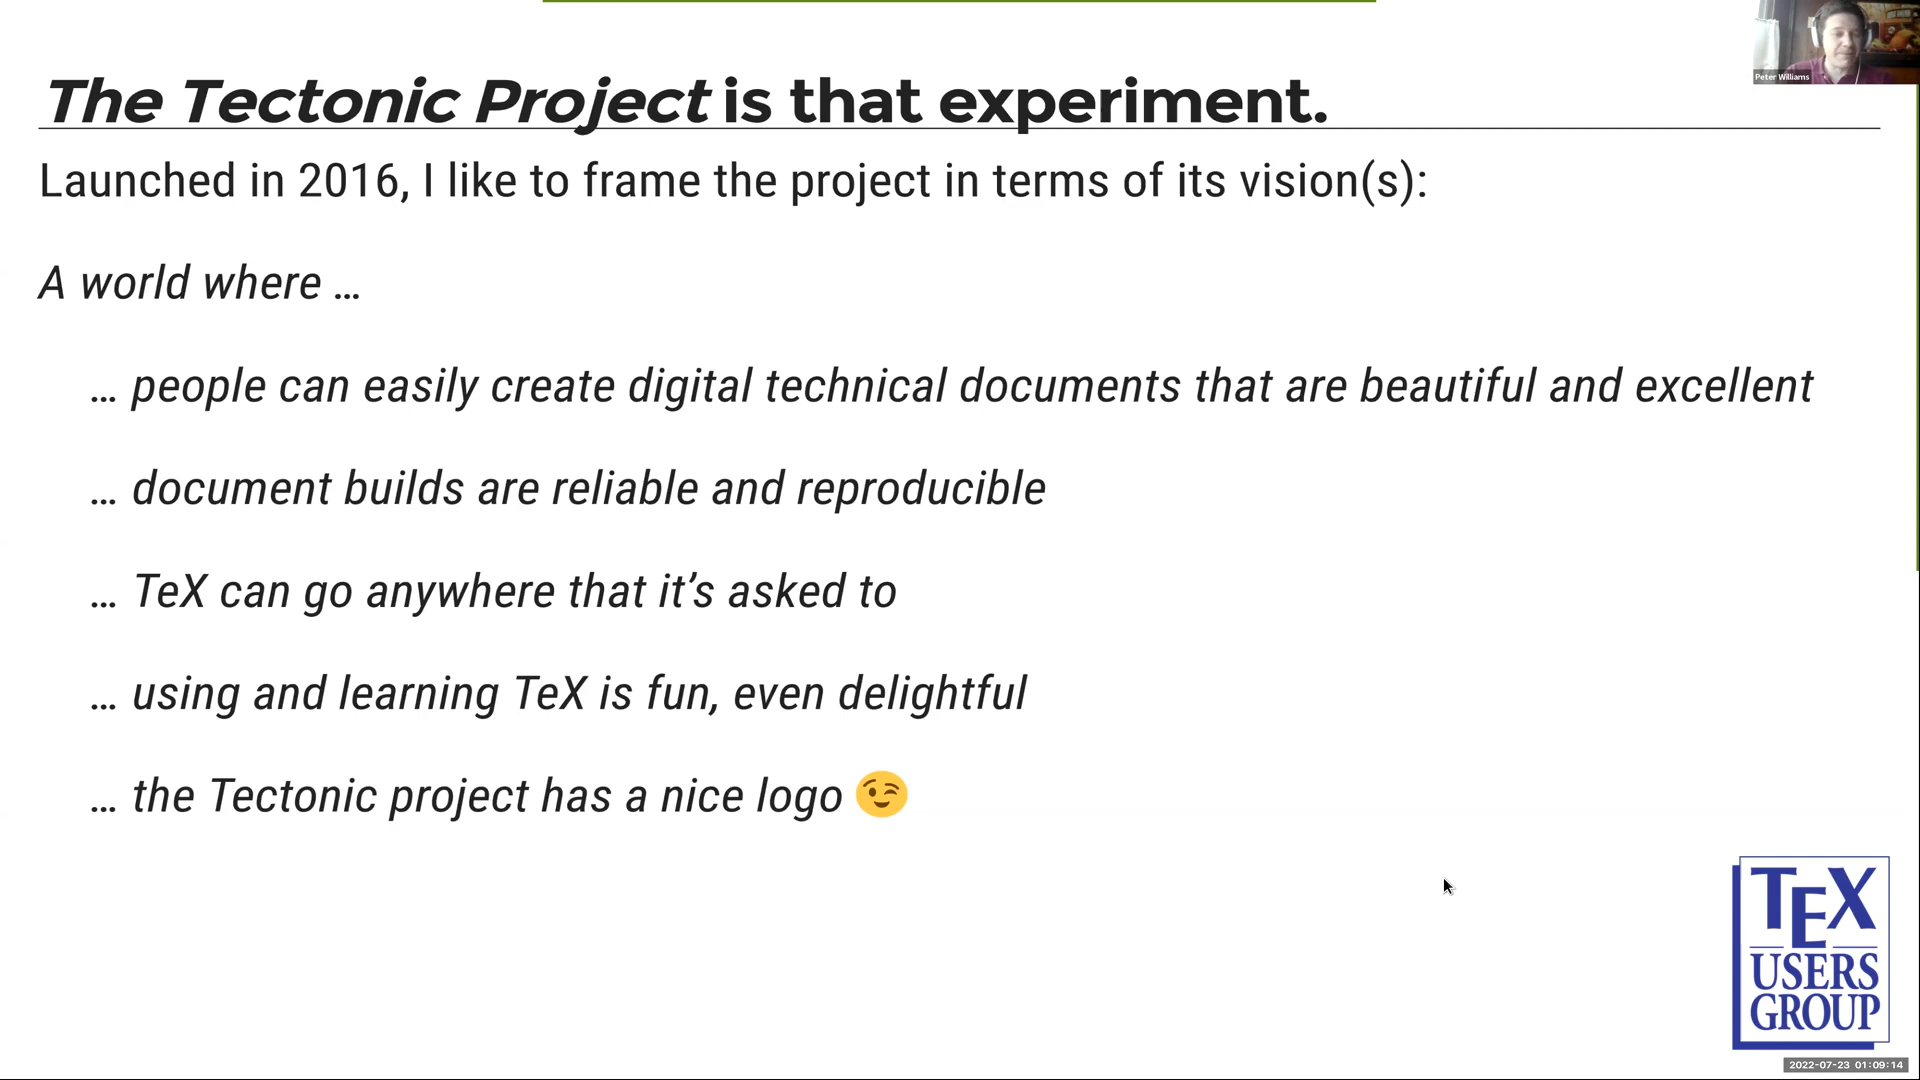 Peter Williams
The Tectonic Project is that experiment.
Launched in 2016, I like to frame the project in terms of its vision(s):
A world where …
… people can easily create digital technical documents that are beautiful and excellent
… document builds are reliable and reproducible
… TeX can go anywhere that it’s asked to
… using and learning TeX is fun, even delightful
… the Tectonic project has a nice logo 😉
TEX
USERS
GROUP
2022-07-23 01:09:14